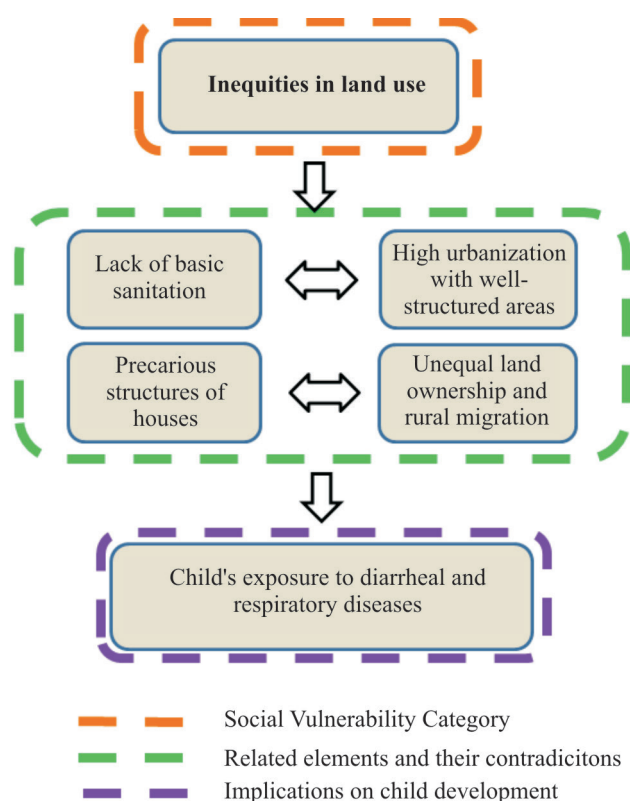 Inequities in land use
Lack of basic
sanitation
High urbanization
with well-
structured areas
Precarious
structures of
houses
Unequal land
ownership and
rural migration
Child's exposure to diarrheal and
respiratory diseases
Social Vulnerability Category
Related elements and their contradicitons
Implications on child development